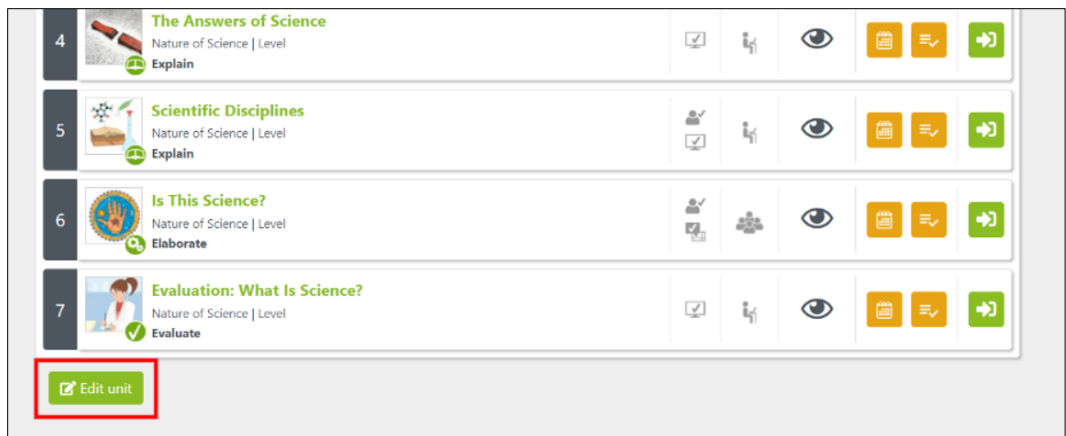 4
The Answers of Science
Nature of Science | Level
Explain
5
Scientific Disciplines
Nature of Science | Level
Explain
6
Is This Science?
Nature of Science | Level
Elaborate
7
Evaluation: What Is Science?
Nature of Science | Level
Evaluate
Edit unit